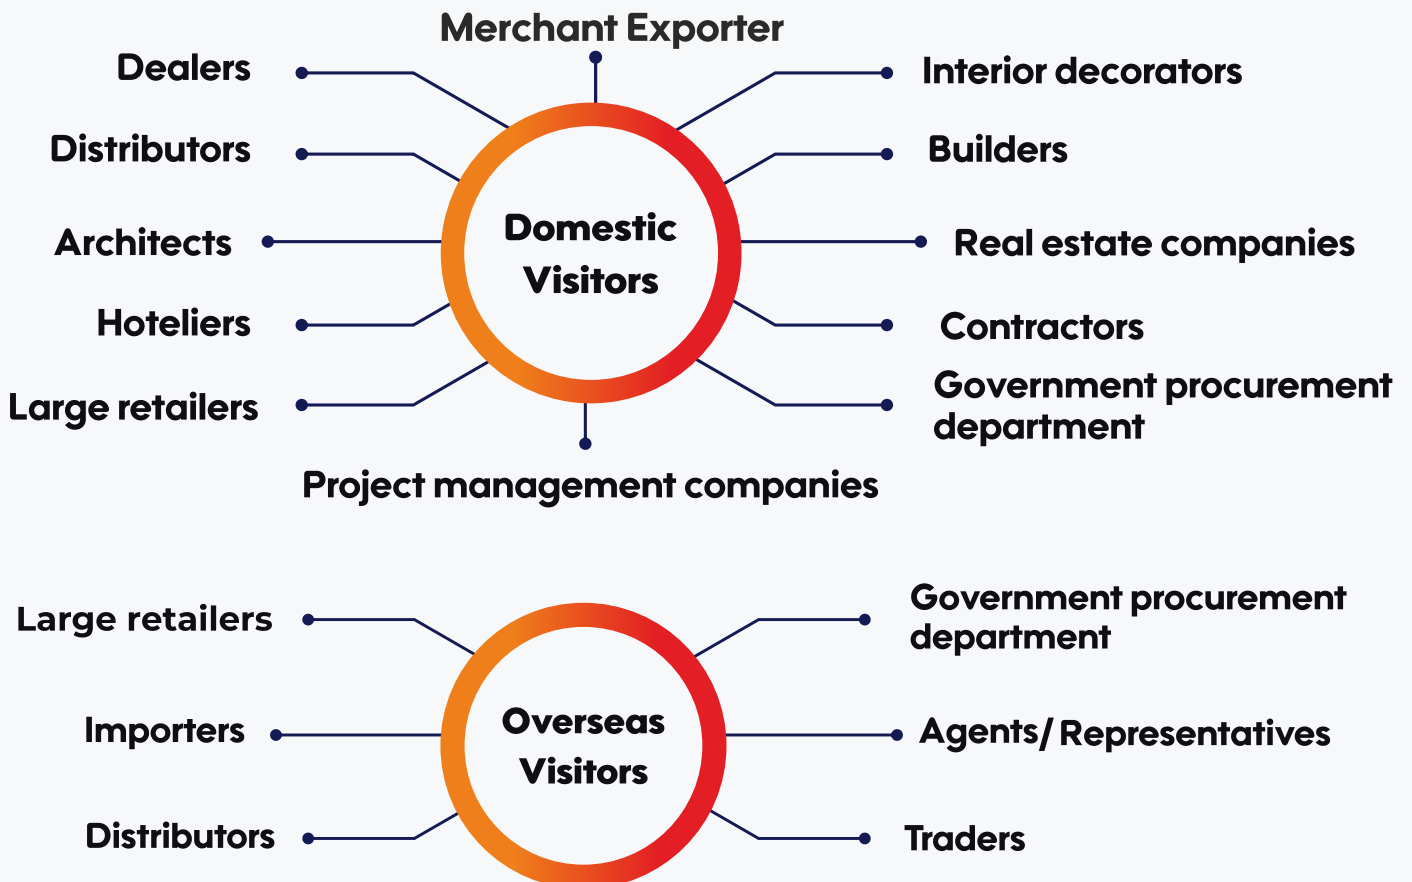 Merchant Exporter
Dealers
Interior decorators
Distributors
Builders
Domestic
Visitors
Architects
Real estate companies
Hoteliers
Contractors
Large retailers
Government procurement
department
Project management companies
Large retailers
Government procurement
department
Importers
Overseas
Visitors
Agents/Representatives
Distributors
Traders